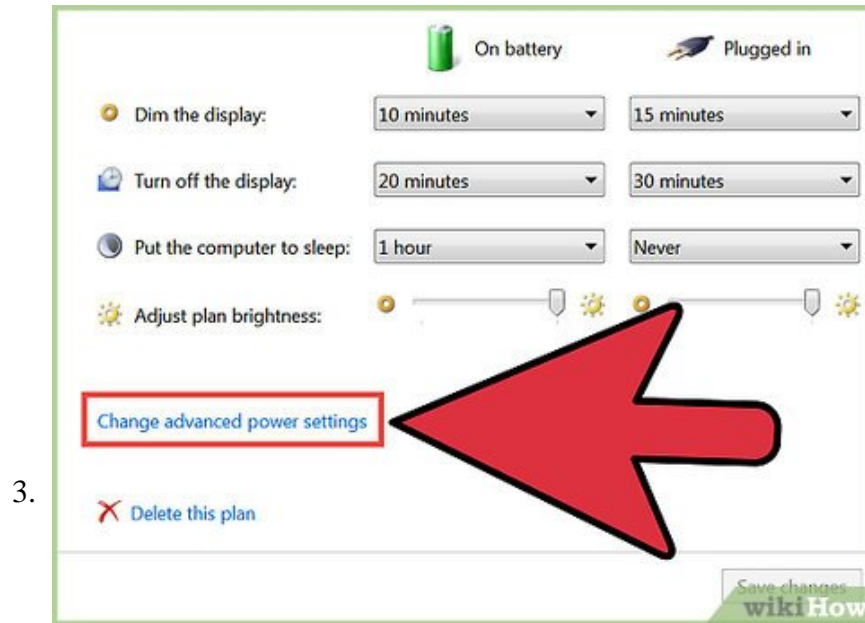 On battery Plugged in
Dim the display: 10 minutes 15 minutes
Turn off the display: 20 minutes 30 minutes
Put the computer to sleep: 1 hour Never
Adjust plan brightness:
Change advanced power settings
3.
Delete this plan
Save changes
wikiHow